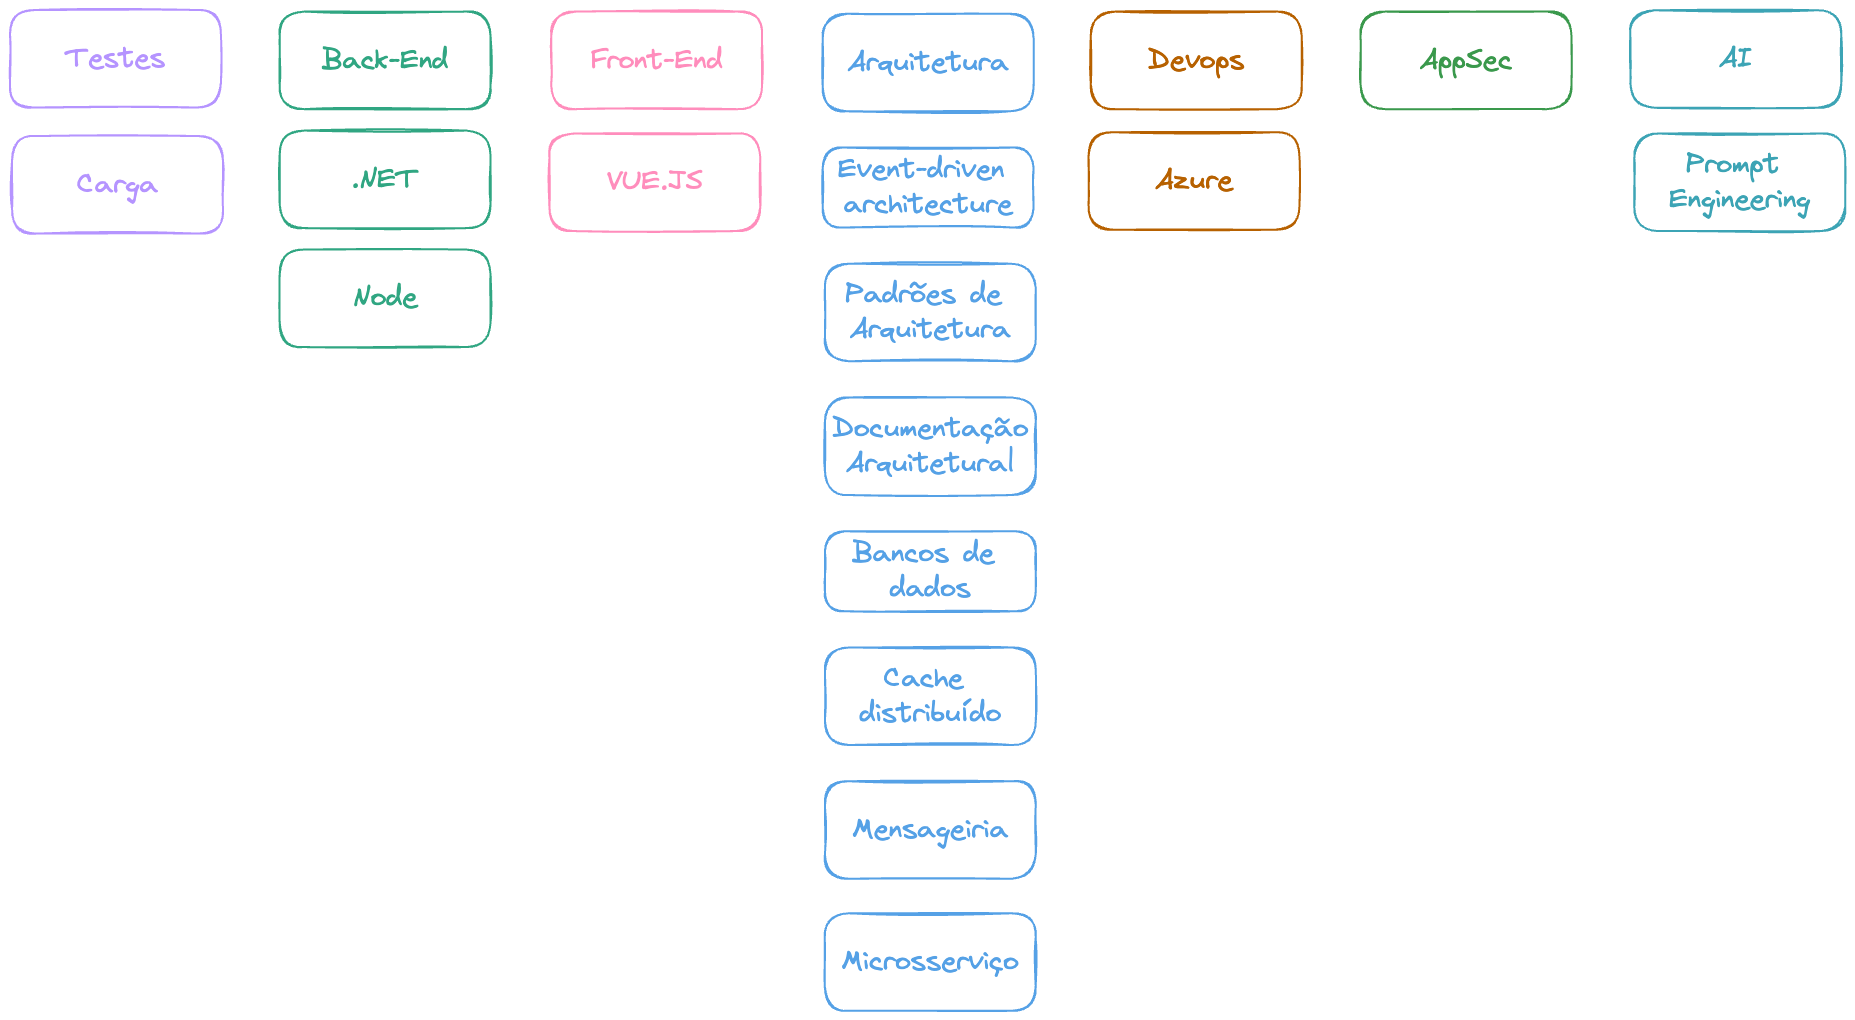 Testes
Back-End
Front-End
Arquitetura
Devops
AppSec
AI
Carga
.NET
VUE.JS
Event-driven
architecture
Azure
Prompt
Engineering
Node
Padrões de
Arquitetura
Documentação
Arquitetural
Bancos de
dados
Cache
distribuído
Mensageiria
Microsserviço